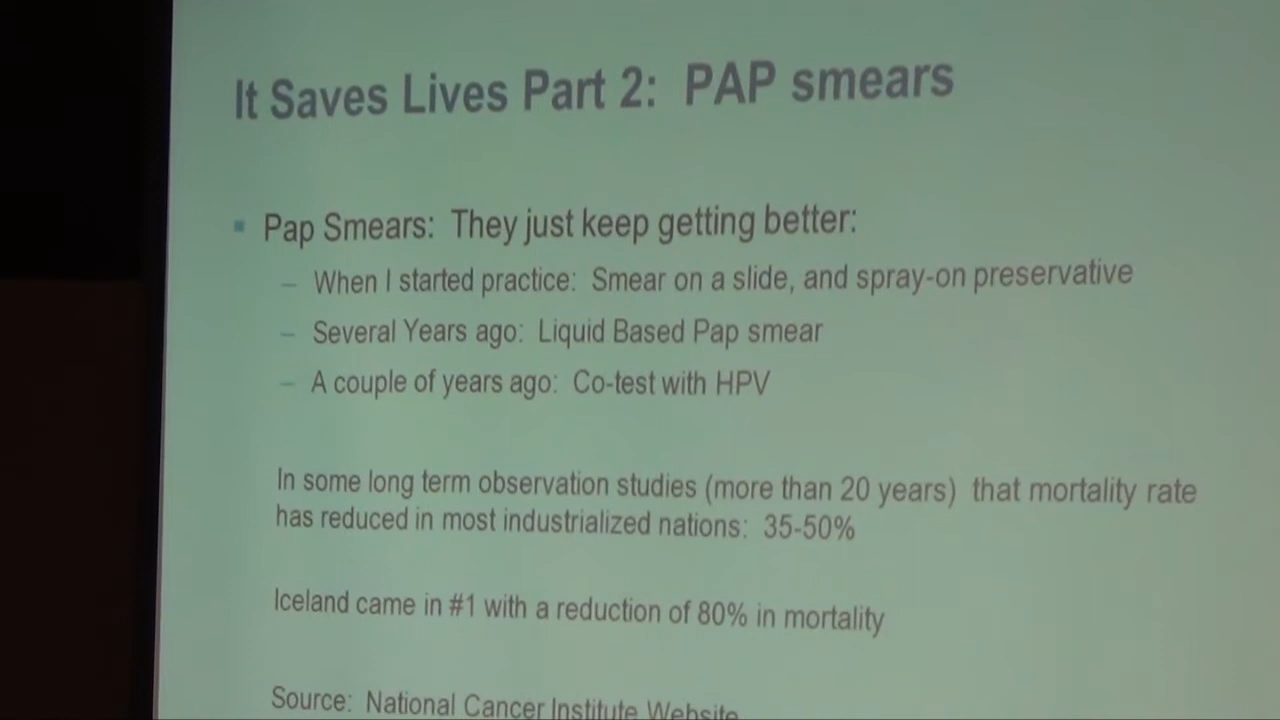 It Saves Lives Part 2: PAP smears
Pap Smears: They just keep getting better:
– When I started practice: Smear on a slide, and spray-on preservative
– Several Years ago: Liquid Based Pap smear
– A couple of years ago: Co-test with HPV
In some long term observation studies (more than 20 years) that mortality rate
has reduced in most industrialized nations: 35-50%
Iceland came in #1 with a reduction of 80% in mortality
Source: National Cancer Institute Website